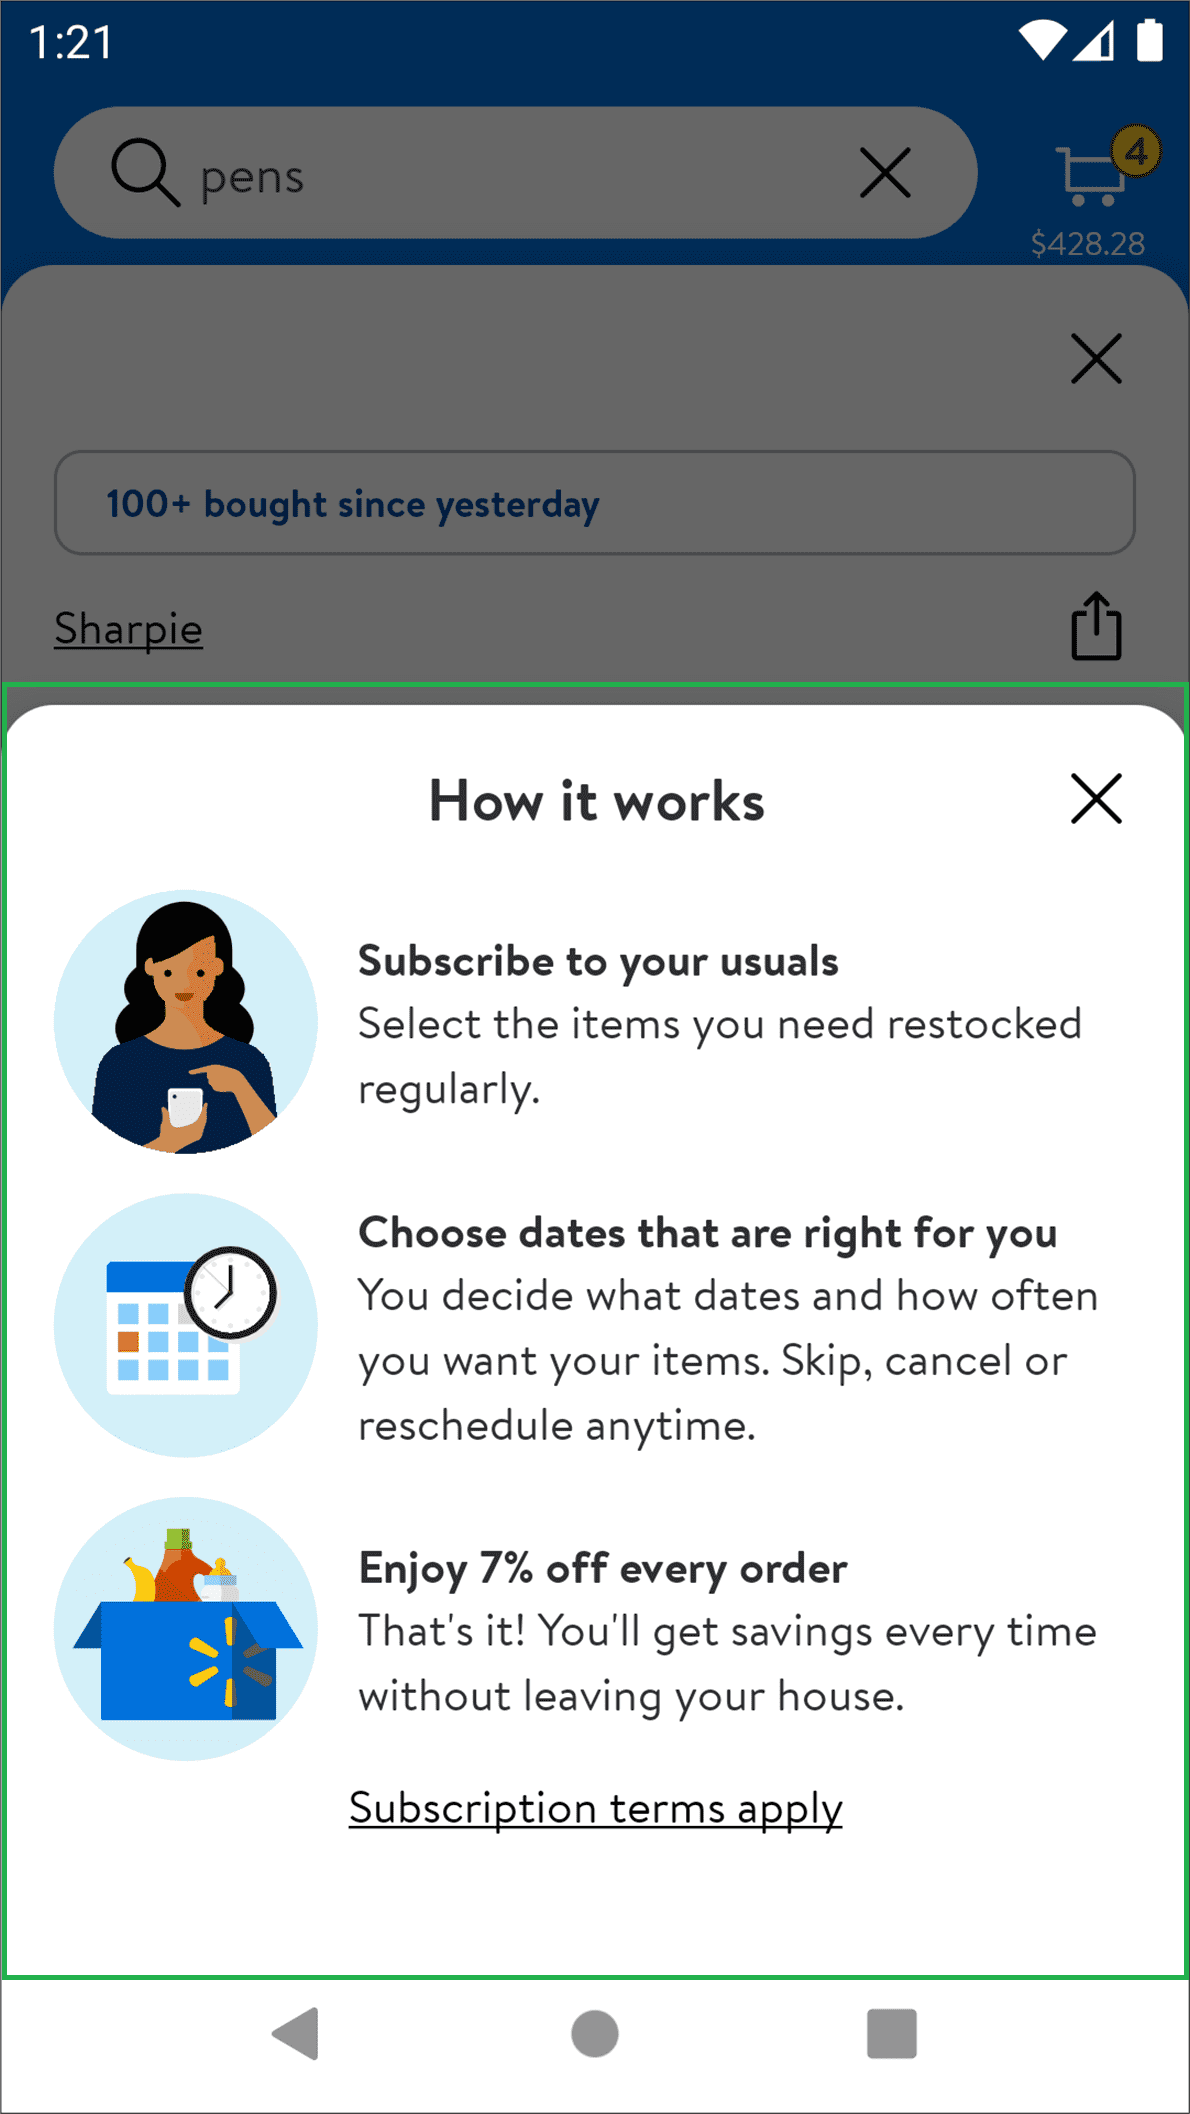 1:21
pens
4
$428.28
100+ bought since yesterday
Sharpie
How it works
Subscribe to your usuals
Select the items you need restocked
regularly.
Choose dates that are right for you
You decide what dates and how often
you want your items. Skip, cancel or
reschedule anytime.
Enjoy 7% off every order
That's it! You'll get savings every time
without leaving your house.
Subscription terms apply